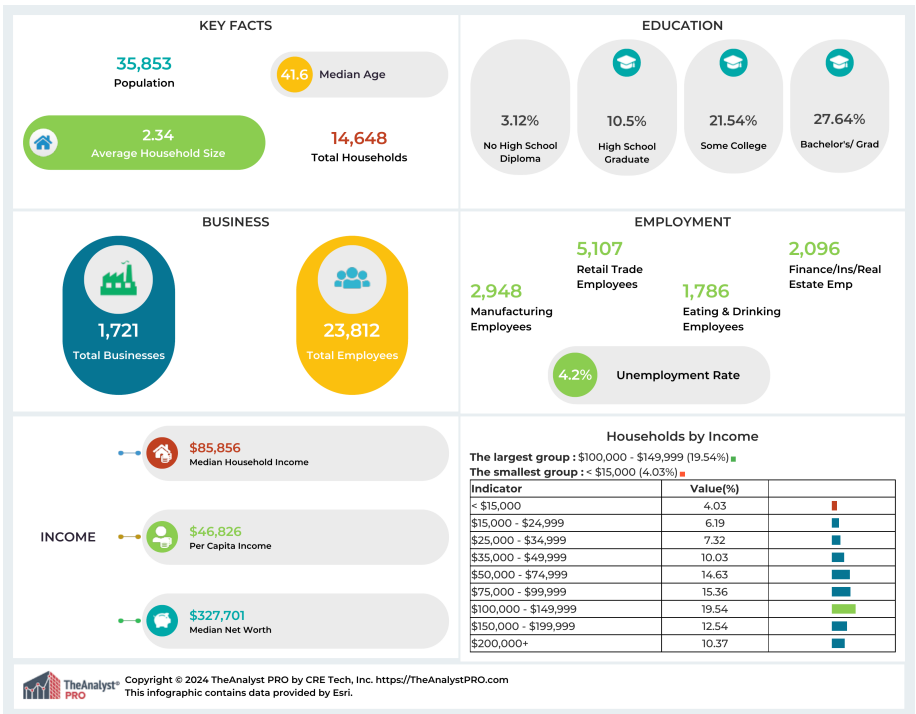 KEY FACTS
35,853
Population
41.6 Median Age
2.34
Average Household Size
14,648
Total Households
EDUCATION
3.12%
No High School
Diploma
10.5%
High School
Graduate
21.54%
Some College
27.64%
Bachelor's/ Grad
BUSINESS
1,721
Total Businesses
23,812
Total Employees
EMPLOYMENT
2,948
Manufacturing
Employees
5,107
Retail Trade
Employees
1,786
Eating & Drinking
Employees
2,096
Finance/Ins/Real
Estate Emp
4.2% Unemployment Rate
INCOME
$85,856
Median Household Income
$46,826
Per Capita Income
$327,701
Median Net Worth
Households by Income
The largest group : $100,000 - $149,999 (19.54%)
The smallest group : < $15,000 (4.03%)
Indicator Value(%)
< $15,000 4.03
$15,000 - $24,999 6.19
$25,000 - $34,999 7.32
$35,000 - $49,999 10.03
$50,000 - $74,999 14.63
$75,000 - $99,999 15.36
$100,000 - $149,999 19.54
$150,000 - $199,999 12.54
$200,000+ 10.37
TheAnalyst®
PRO
Copyright © 2024 TheAnalyst PRO by CRE Tech, Inc. https://TheAnalystPRO.com
This infographic contains data provided by Esri.